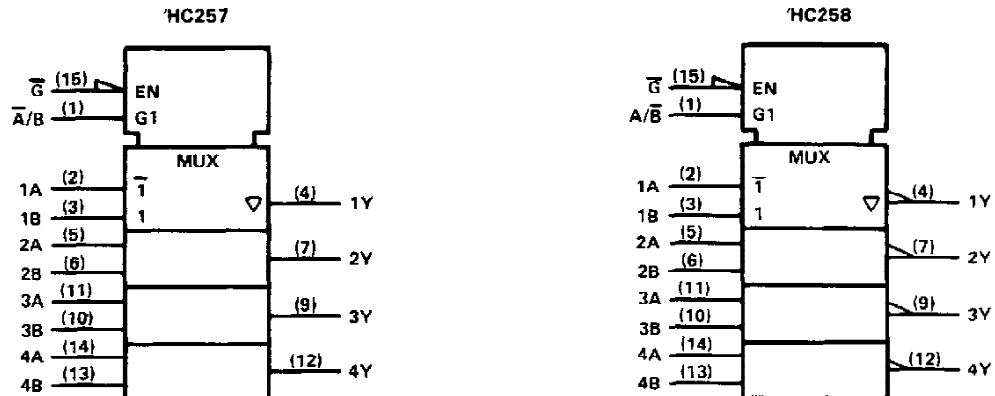 'HC257
G̅ (15) EN
A̅/B (1) G1
MUX
1A (2) 1̅
1B (3) 1
2A (5)
2B (6)
3A (11)
3B (10)
4A (14)
4B (13)
▽ (4) 1Y
(7) 2Y
(9) 3Y
(12) 4Y
'HC258
G̅ (15) EN
A/B̅ (1) G1
MUX
1A (2) 1̅
1B (3) 1
2A (5)
2B (6)
3A (11)
3B (10)
4A (14)
4B (13)
▽ (4) 1Y
(7) 2Y
(9) 3Y
(12) 4Y